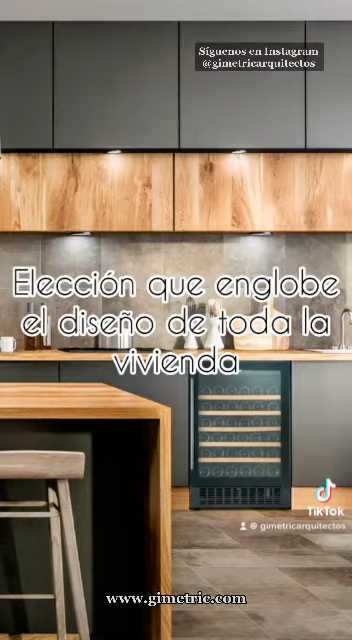 Síguenos en Instagram
@gimetricarquitectos
Elección que englobe
el diseño de toda la
vivienda
TikTok
@ gimetricarquitectos
www.gimetric.com